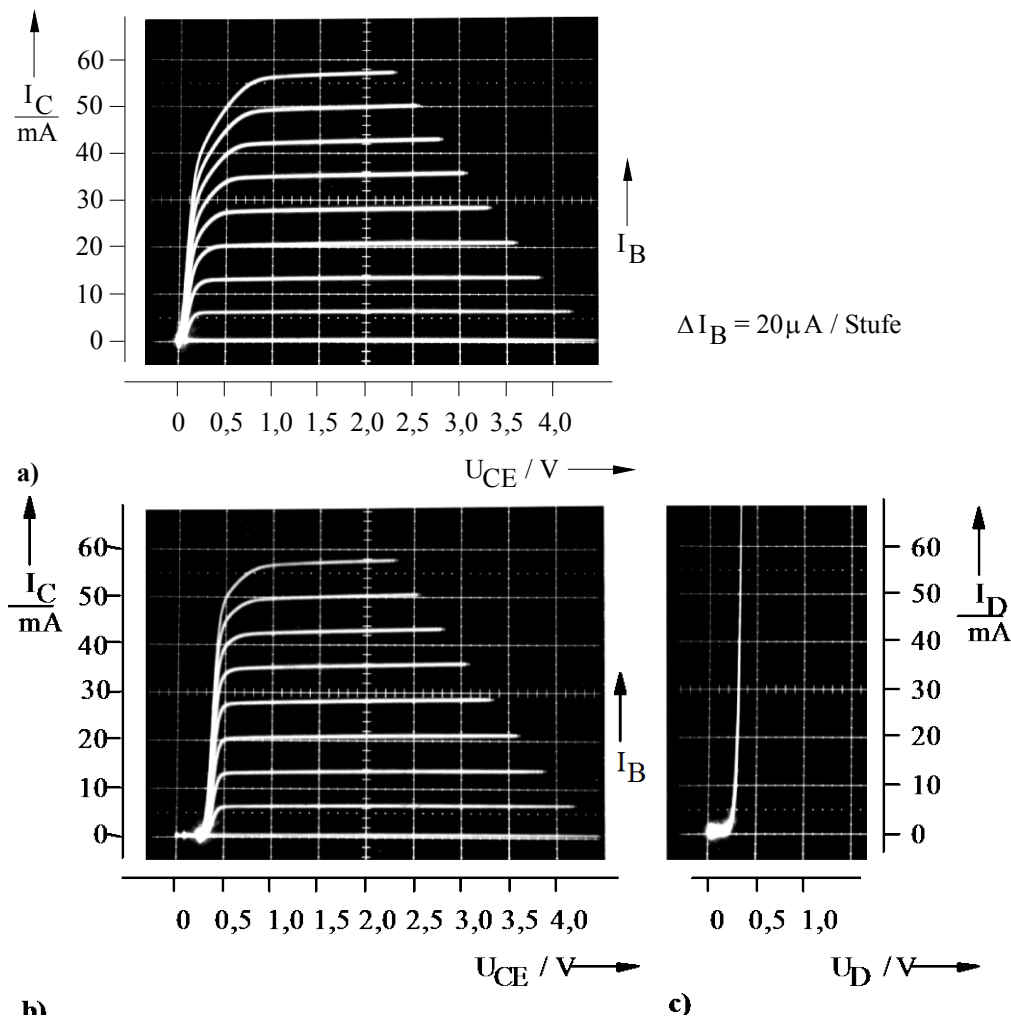 I_C / mA
60
50
40
30
20
10
0
I_B
ΔI_B = 20μA / Stufe
0 0,5 1,0 1,5 2,0 2,5 3,0 3,5 4,0
U_CE / V
a)
I_C / mA
60
50
40
30
20
10
0
I_B
0 0,5 1,0 2,0 2,5 3,0 3,5 4,0
U_CE / V
b)
I_D / mA
60
50
40
30
20
10
0
0 0,5 1,0
U_D / V
c)